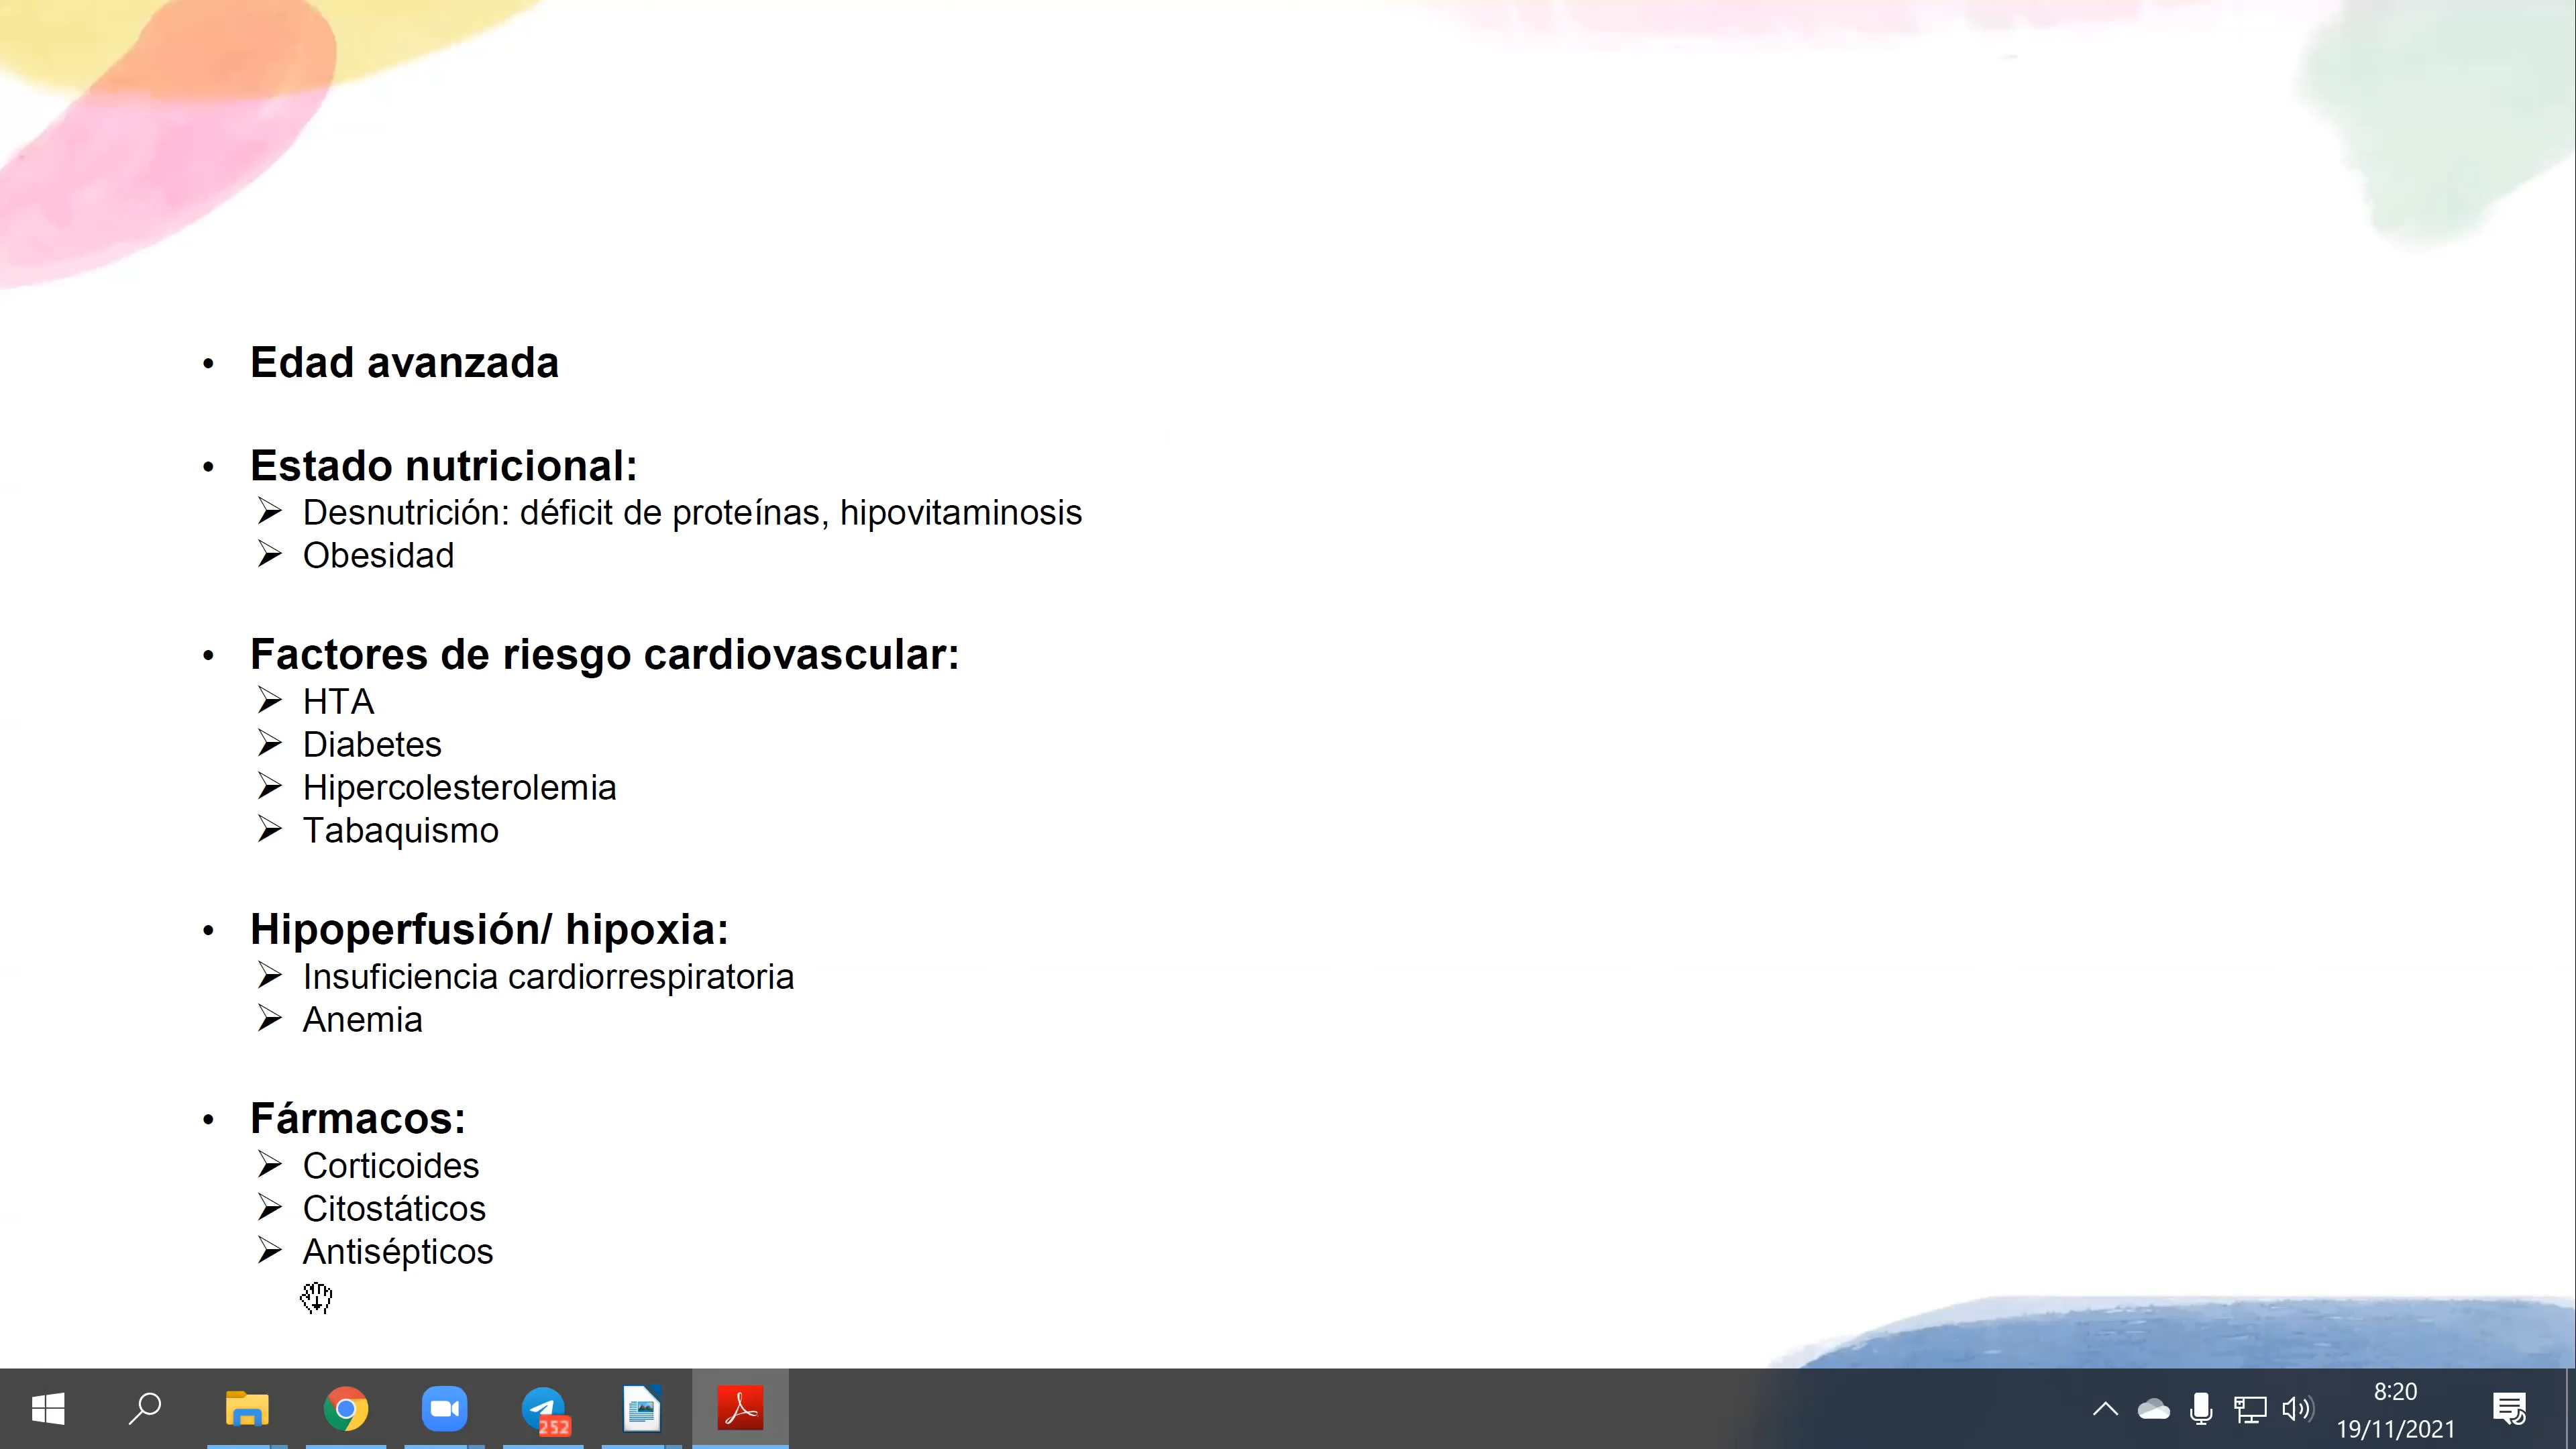 • Edad avanzada
• Estado nutricional:
➢ Desnutrición: déficit de proteínas, hipovitaminosis
➢ Obesidad
• Factores de riesgo cardiovascular:
➢ HTA
➢ Diabetes
➢ Hipercolesterolemia
➢ Tabaquismo
• Hipoperfusión/ hipoxia:
➢ Insuficiencia cardiorrespiratoria
➢ Anemia
• Fármacos:
➢ Corticoides
➢ Citostáticos
➢ Antisépticos
252
8:20
19/11/2021